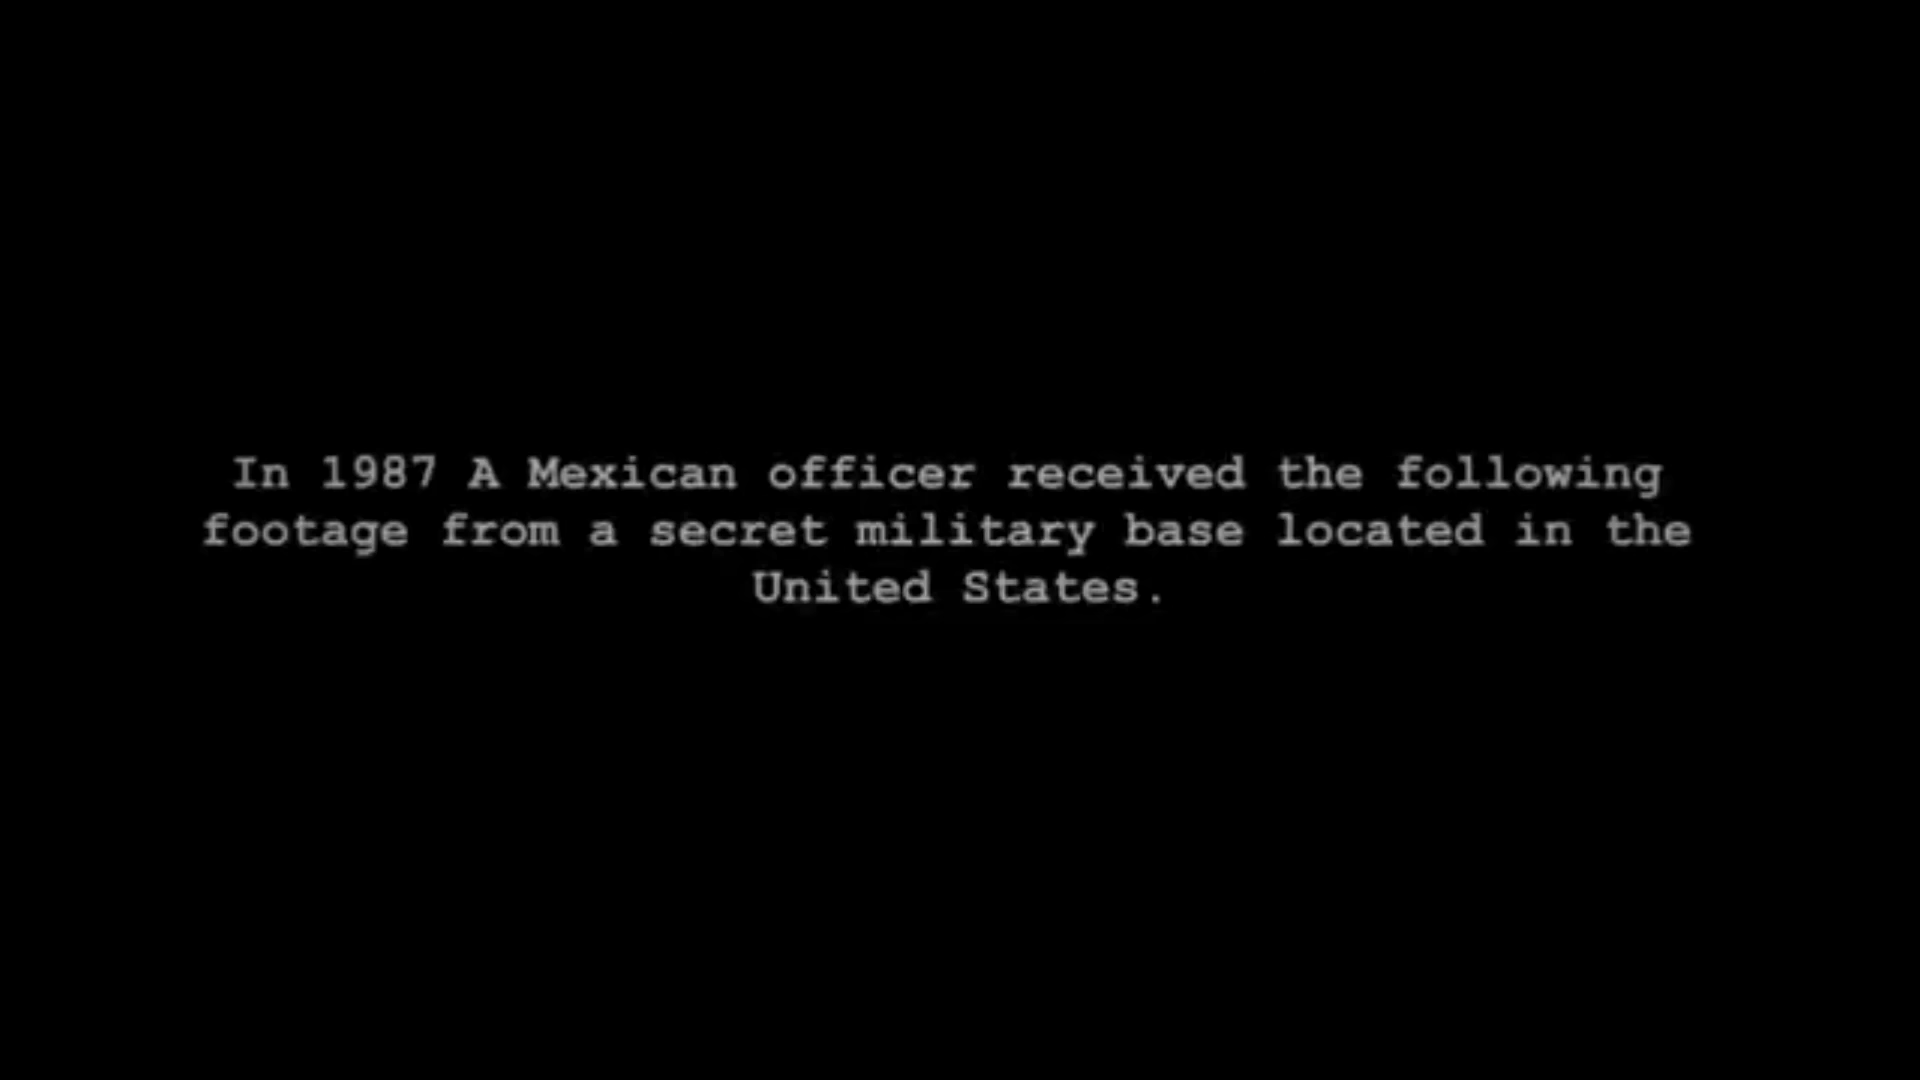 In 1987 A Mexican officer received the following
footage from a secret military base located in the
United States.